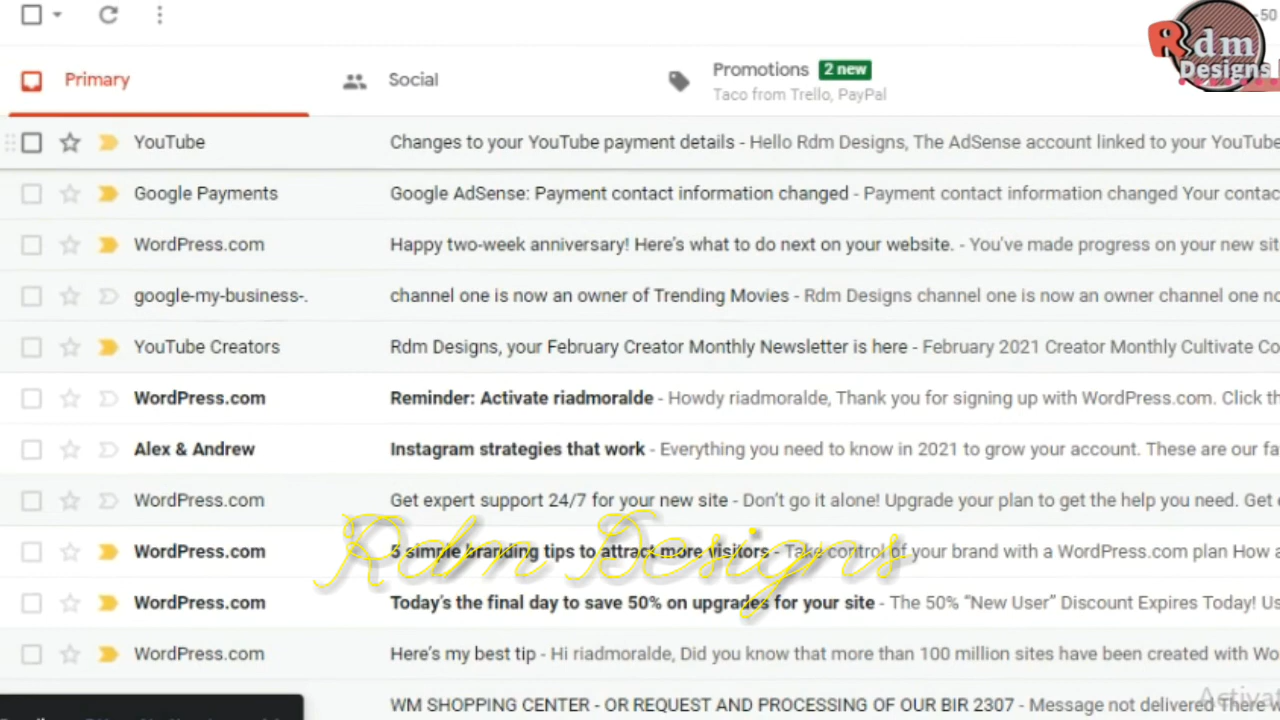 50
Rdm
Designs
Primary
Social
Promotions 2 new
Taco from Trello, PayPal
YouTube Changes to your YouTube payment details - Hello Rdm Designs, The AdSense account linked to your YouTube
Google Payments Google AdSense: Payment contact information changed - Payment contact information changed Your contac
WordPress.com Happy two-week anniversary! Here's what to do next on your website. - You've made progress on your new sit
google-my-business-. channel one is now an owner of Trending Movies - Rdm Designs channel one is now an owner channel one no
YouTube Creators Rdm Designs, your February Creator Monthly Newsletter is here - February 2021 Creator Monthly Cultivate Co
WordPress.com Reminder: Activate riadmoralde - Howdy riadmoralde, Thank you for signing up with WordPress.com. Click th
Alex & Andrew Instagram strategies that work - Everything you need to know in 2021 to grow your account. These are our fa
WordPress.com Get expert support 24/7 for your new site - Don't go it alone! Upgrade your plan to get the help you need. Get
Rdm Designs
WordPress.com 5 simple branding tips to attract more visitors - Take control of your brand with a WordPress.com plan How a
WordPress.com Today's the final day to save 50% on upgrades for your site - The 50% "New User" Discount Expires Today! Us
WordPress.com Here's my best tip - Hi riadmoralde, Did you know that more than 100 million sites have been created with Wo
WM SHOPPING CENTER - OR REQUEST AND PROCESSING OF OUR BIR 2307 - Message not delivered There w
Activat